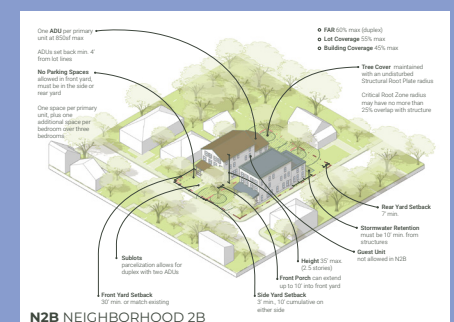 One ADU per primary
unit at 850sf max
ADUs set back min. 4'
from lot lines
No Parking Spaces
allowed in front yard,
must be in the side or
rear yard
One space per primary
unit, plus one
additional space per
bedroom over three
bedrooms
FAR 60% max (duplex)
Lot Coverage 55% max
Building Coverage 45% max
Tree Cover maintained
with an undisturbed
Structural Root Plate radius
Critical Root Zone radius
may have no more than
25% overlap with structure
Rear Yard Setback
7' min.
Stormwater Retention
must be 10' min. from
structures
Guest Unit
not allowed in N2B
Height 35' max
(2.5 stories)
Front Porch can extend
up to 10' into front yard
Sublots
parcelization allows for
duplex with two ADUs
Front Yard Setback
30' min. or match existing
Side Yard Setback
3' min., 10' cumulative on
either side
N2B NEIGHBORHOOD 2B